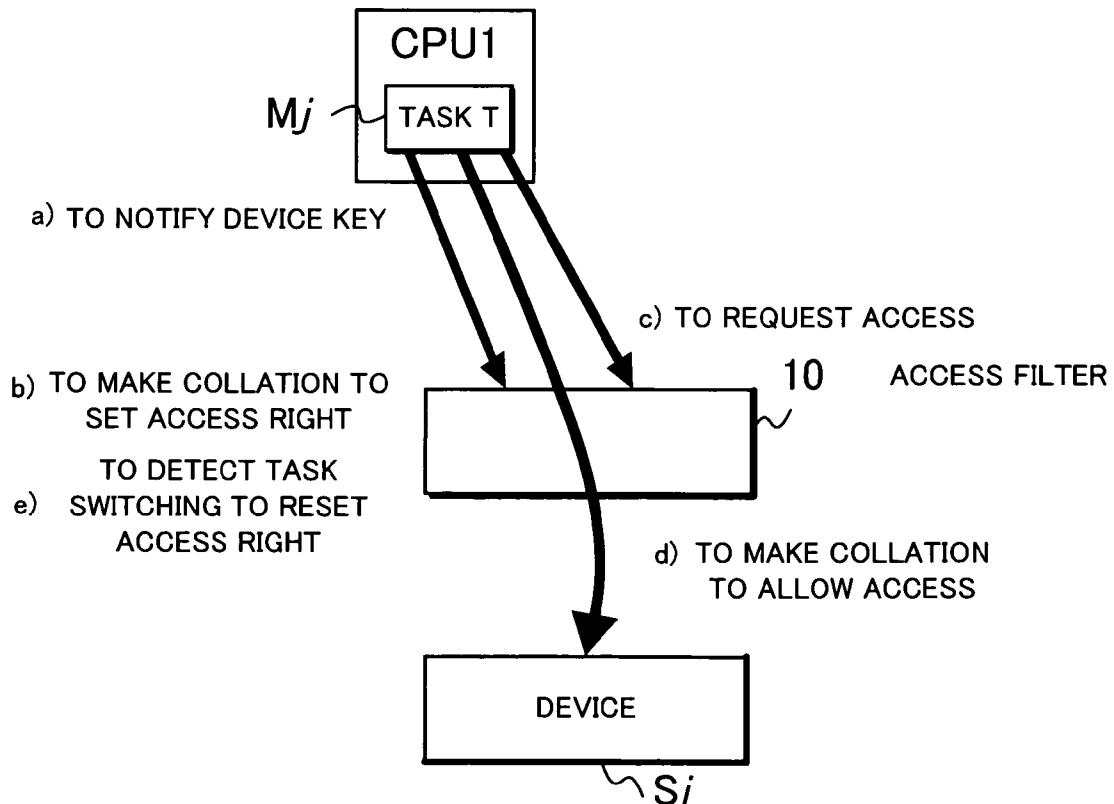 CPU1
Mj
TASK T
a) TO NOTIFY DEVICE KEY
c) TO REQUEST ACCESS
10 ACCESS FILTER
b) TO MAKE COLLATION TO
SET ACCESS RIGHT
TO DETECT TASK
e) SWITCHING TO RESET
ACCESS RIGHT
d) TO MAKE COLLATION
TO ALLOW ACCESS
DEVICE
Si